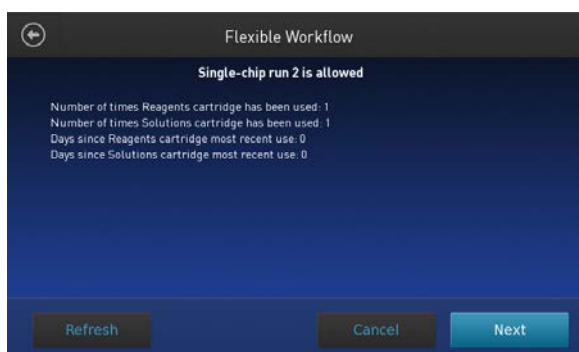 Flexible Workflow
Single-chip run 2 is allowed
Number of times Reagents cartridge has been used: 1
Number of times Solutions cartridge has been used: 1
Days since Reagents cartridge most recent use: 0
Days since Solutions cartridge most recent use: 0
Refresh
Cancel
Next